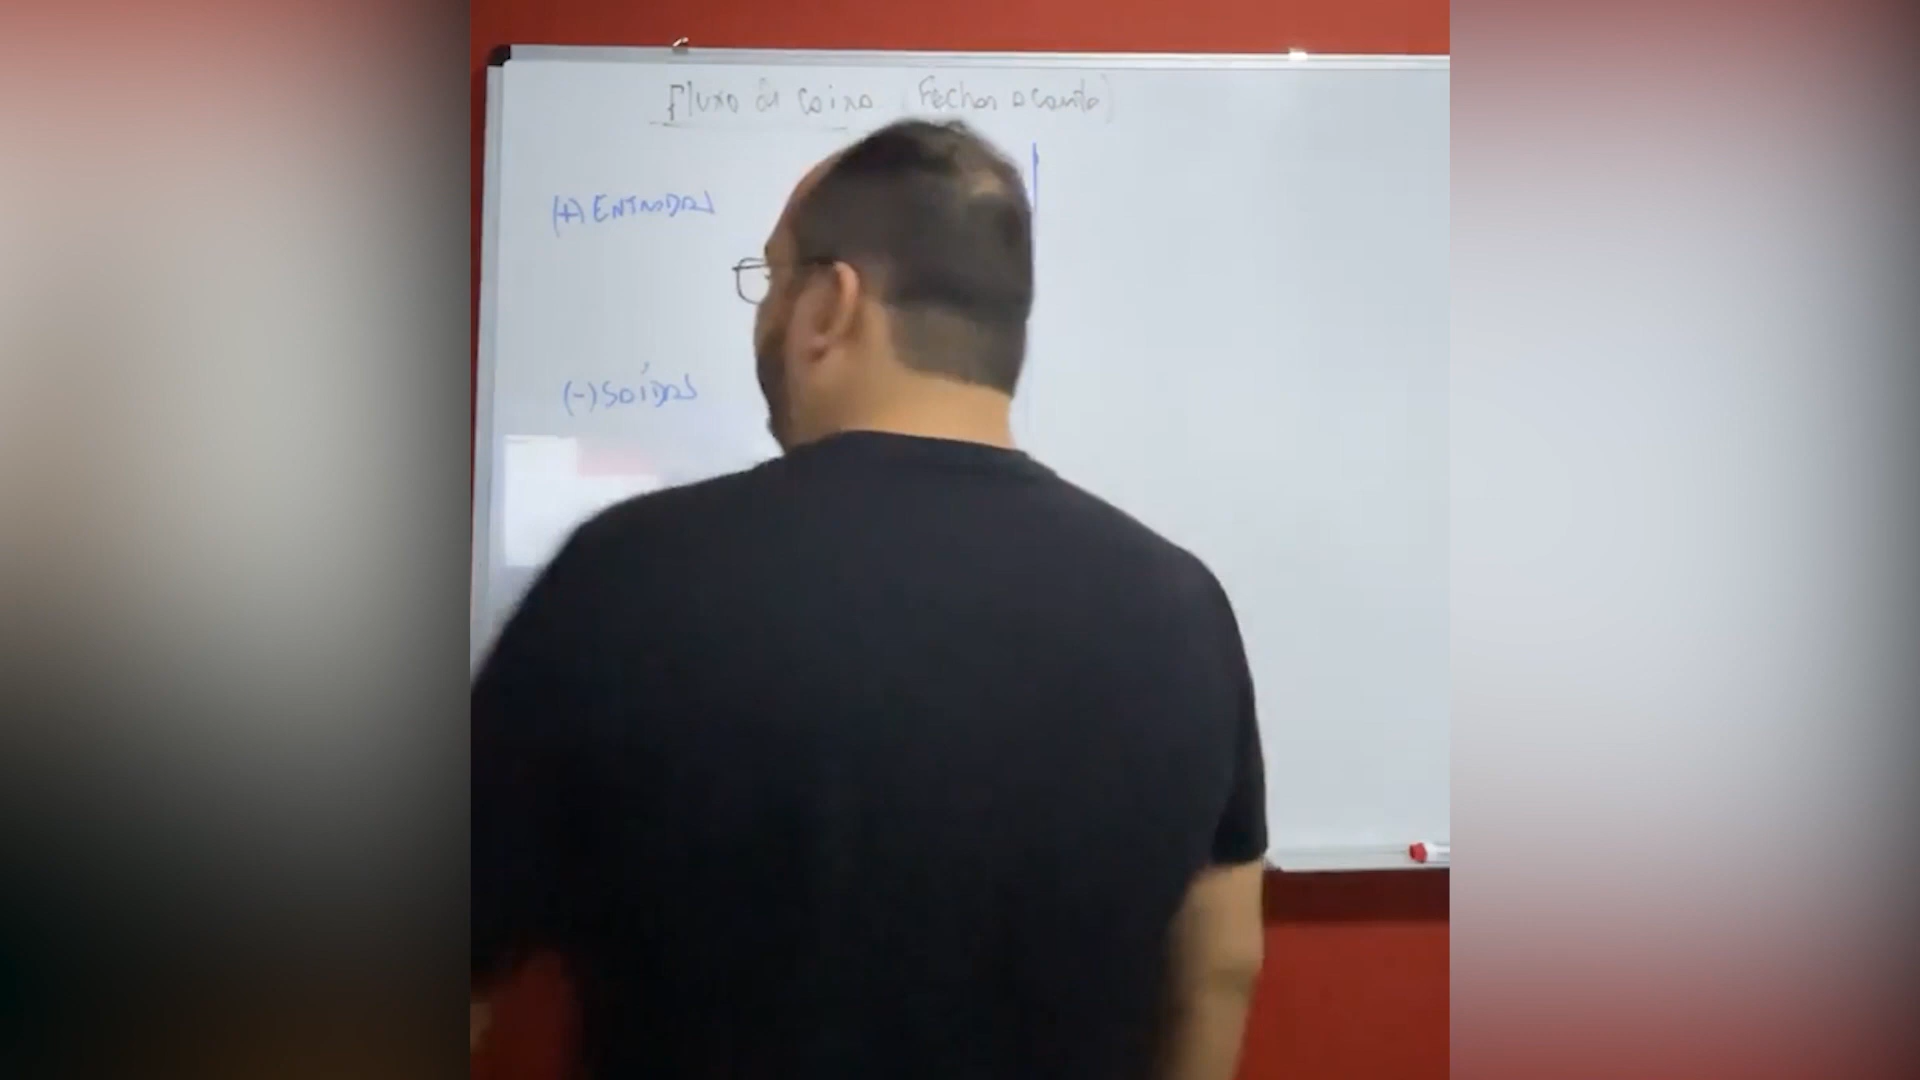 Fluxo de Caixa (Fechar a conta)
(+) ENTRADAS
(-) SAÍDAS